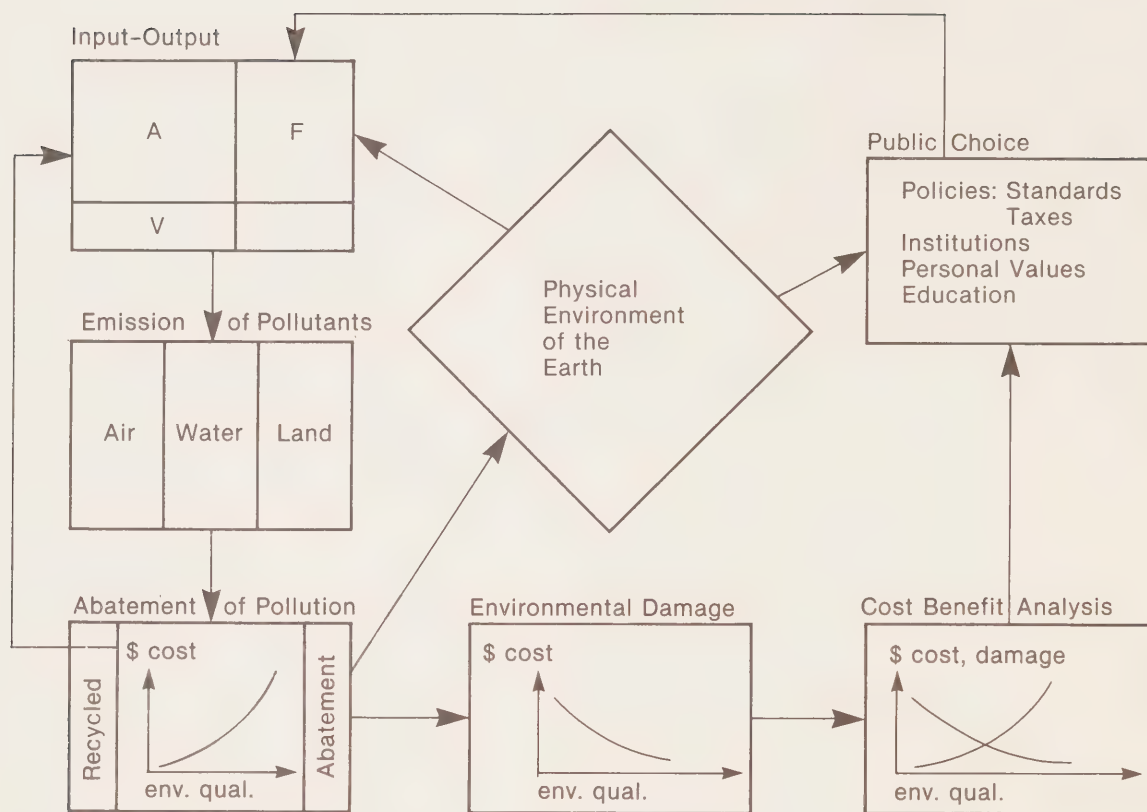 Input-Output
A
F
V
Public Choice
Policies: Standards
Taxes
Institutions
Personal Values
Education
Physical
Environment
of the
Earth
Emission of Pollutants
Air
Water
Land
Abatement of Pollution
Recycled
$ cost
env. qual.
Abatement
Environmental Damage
$ cost
env. qual.
Cost Benefit Analysis
$ cost, damage
env. qual.